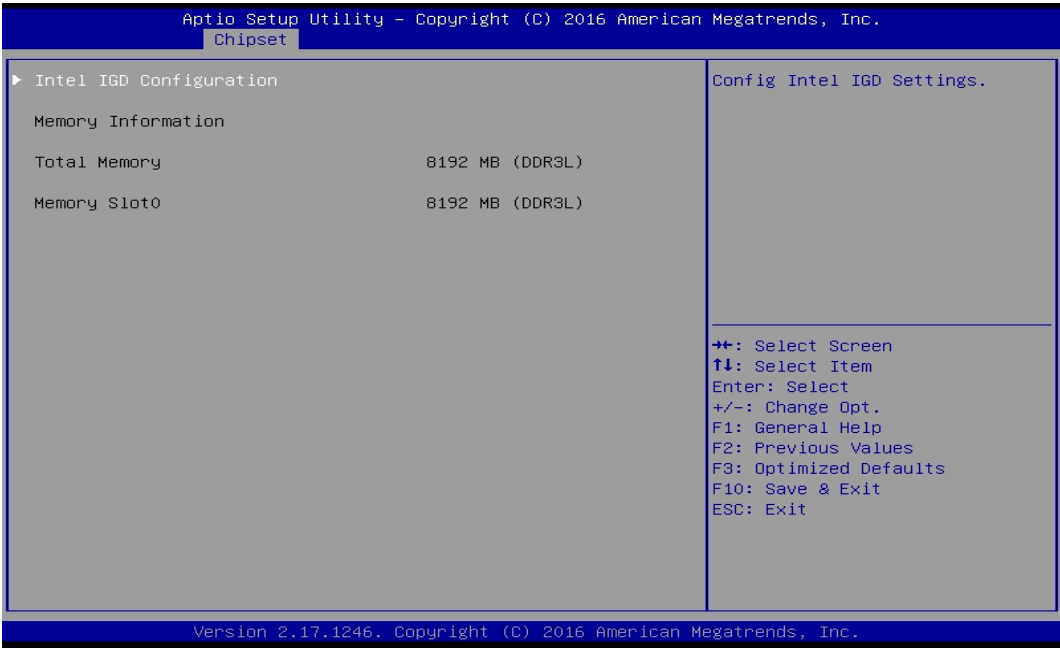 Aptio Setup Utility – Copyright (C) 2016 American Megatrends, Inc.
Chipset
▶ Intel IGD Configuration
Memory Information
Total Memory 8192 MB (DDR3L)
Memory Slot0 8192 MB (DDR3L)
Config Intel IGD Settings.
→←: Select Screen
↑↓: Select Item
Enter: Select
+/-: Change Opt.
F1: General Help
F2: Previous Values
F3: Optimized Defaults
F10: Save & Exit
ESC: Exit
Version 2.17.1246. Copyright (C) 2016 American Megatrends, Inc.